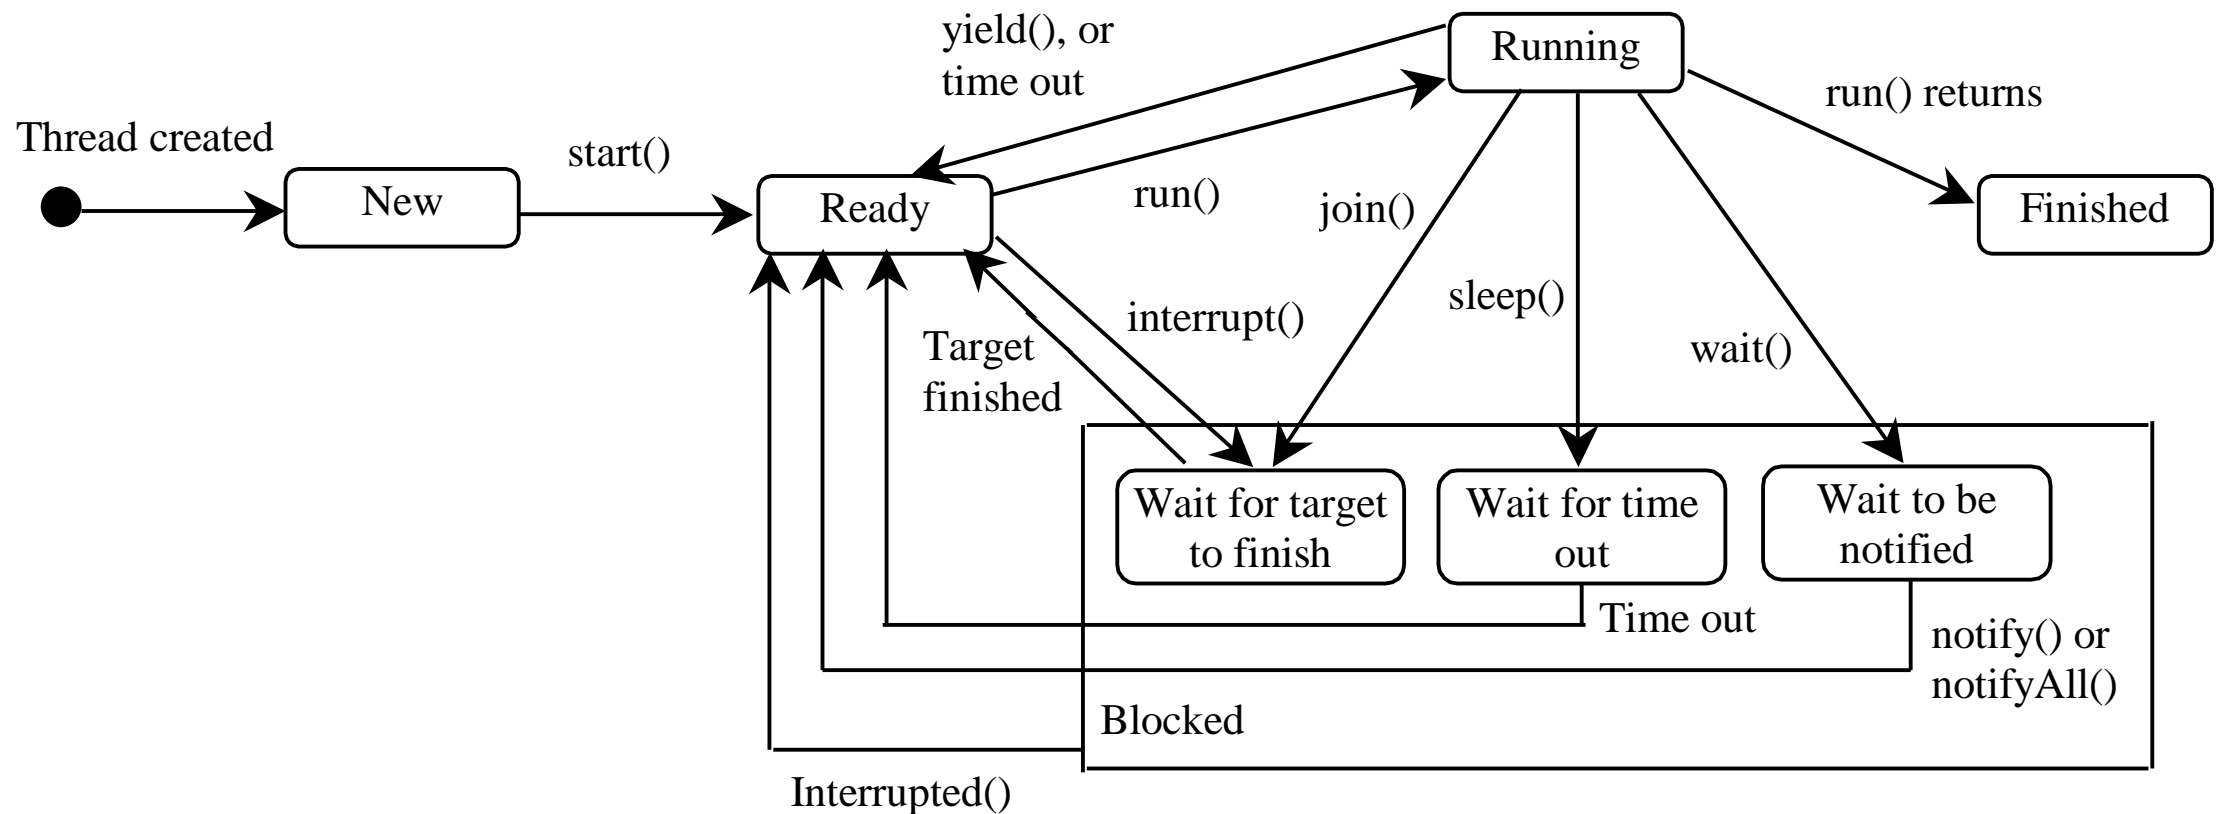 yield(), or
time out
Running
run() returns
Thread created
New
start()
Ready
run()
join()
Finished
interrupt()
sleep()
wait()
Target
finished
Wait for target
to finish
Wait for time
out
Wait to be
notified
Time out
notify() or
notifyAll()
Blocked
Interrupted()